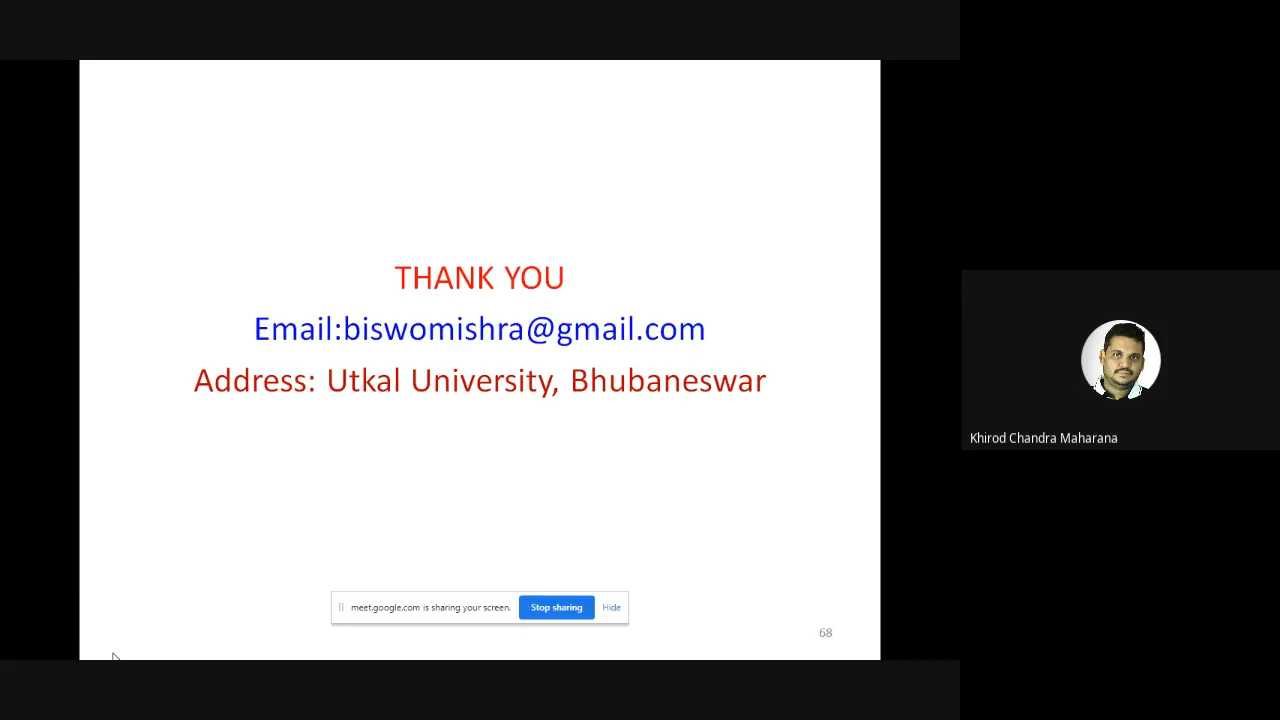 THANK YOU
Email:biswomishra@gmail.com
Address: Utkal University, Bhubaneswar
Khirod Chandra Maharana
meet.google.com is sharing your screen. Stop sharing Hide
68